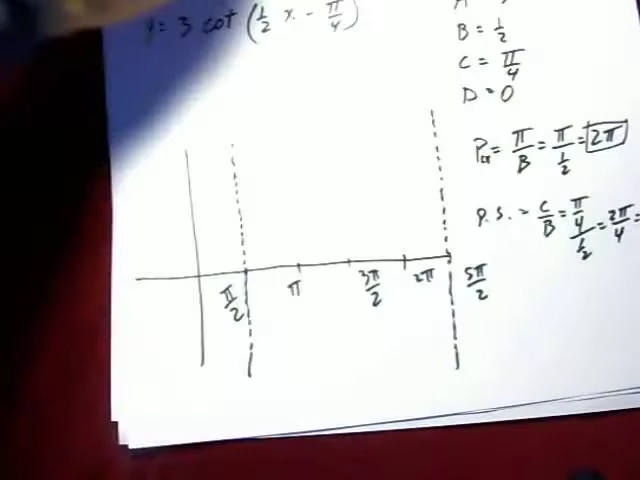 y = 3 cot (1/2 x - π/4)
B = 1/2
C = π/4
D = 0
Per = π/B = π/(1/2) = 2π
P.S. = C/B = (π/4)/(1/2) = 2π/4 =
π/2 π 3π/2 2π 5π/2